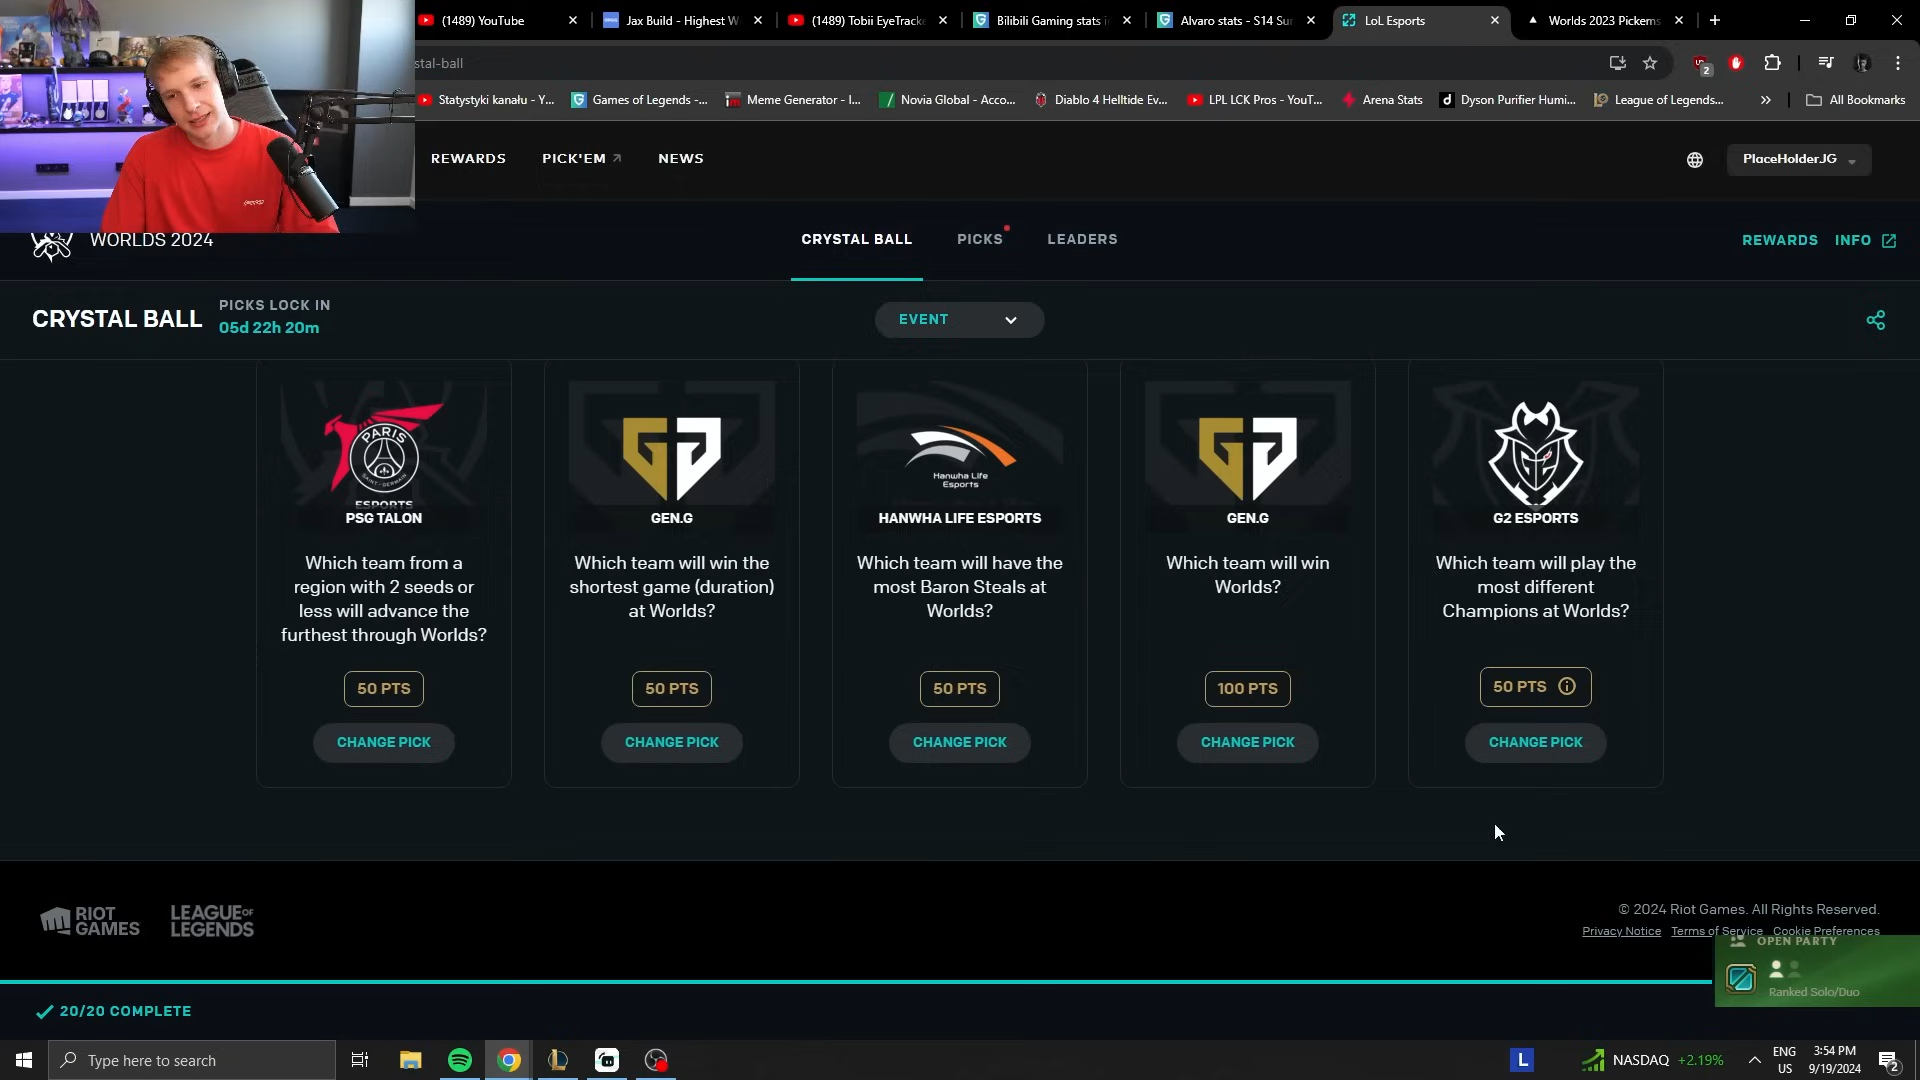 (1489) YouTube
Jax Build - Highest W
(1489) Tobii EyeTracke
Bilibili Gaming stats i
Alvaro stats - S14 Su
LoL Esports
Worlds 2023 Pickems
stal-ball
2
Statystyki kanału - Y...
Games of Legends -...
Meme Generator - I...
Novia Global - Acco...
Diablo 4 Helltide Ev...
LPL LCK Pros - YouT...
Arena Stats
Dyson Purifier Humi...
League of Legends...
All Bookmarks
REWARDS
PICK'EM
NEWS
PlaceHolderJG
WORLDS 2024
CRYSTAL BALL
PICKS
LEADERS
REWARDS
INFO
CRYSTAL BALL
PICKS LOCK IN
05d 22h 20m
EVENT
PARIS
SAINT-GERMAIN
ESPORTS
PSG TALON
Which team from a
region with 2 seeds or
less will advance the
furthest through Worlds?
50 PTS
CHANGE PICK
GEN.G
Which team will win the
shortest game (duration)
at Worlds?
50 PTS
CHANGE PICK
Hanwha Life
Esports
HANWHA LIFE ESPORTS
Which team will have the
most Baron Steals at
Worlds?
50 PTS
CHANGE PICK
GEN.G
Which team will win
Worlds?
100 PTS
CHANGE PICK
G2 ESPORTS
Which team will play the
most different
Champions at Worlds?
50 PTS
CHANGE PICK
RIOT
GAMES
LEAGUE OF
LEGENDS
© 2024 Riot Games. All Rights Reserved.
Privacy Notice
Terms of Service
Cookie Preferences
OPEN PARTY
Ranked Solo/Duo
20/20 COMPLETE
Type here to search
L
NASDAQ +2.19%
ENG
US
3:54 PM
9/19/2024
2